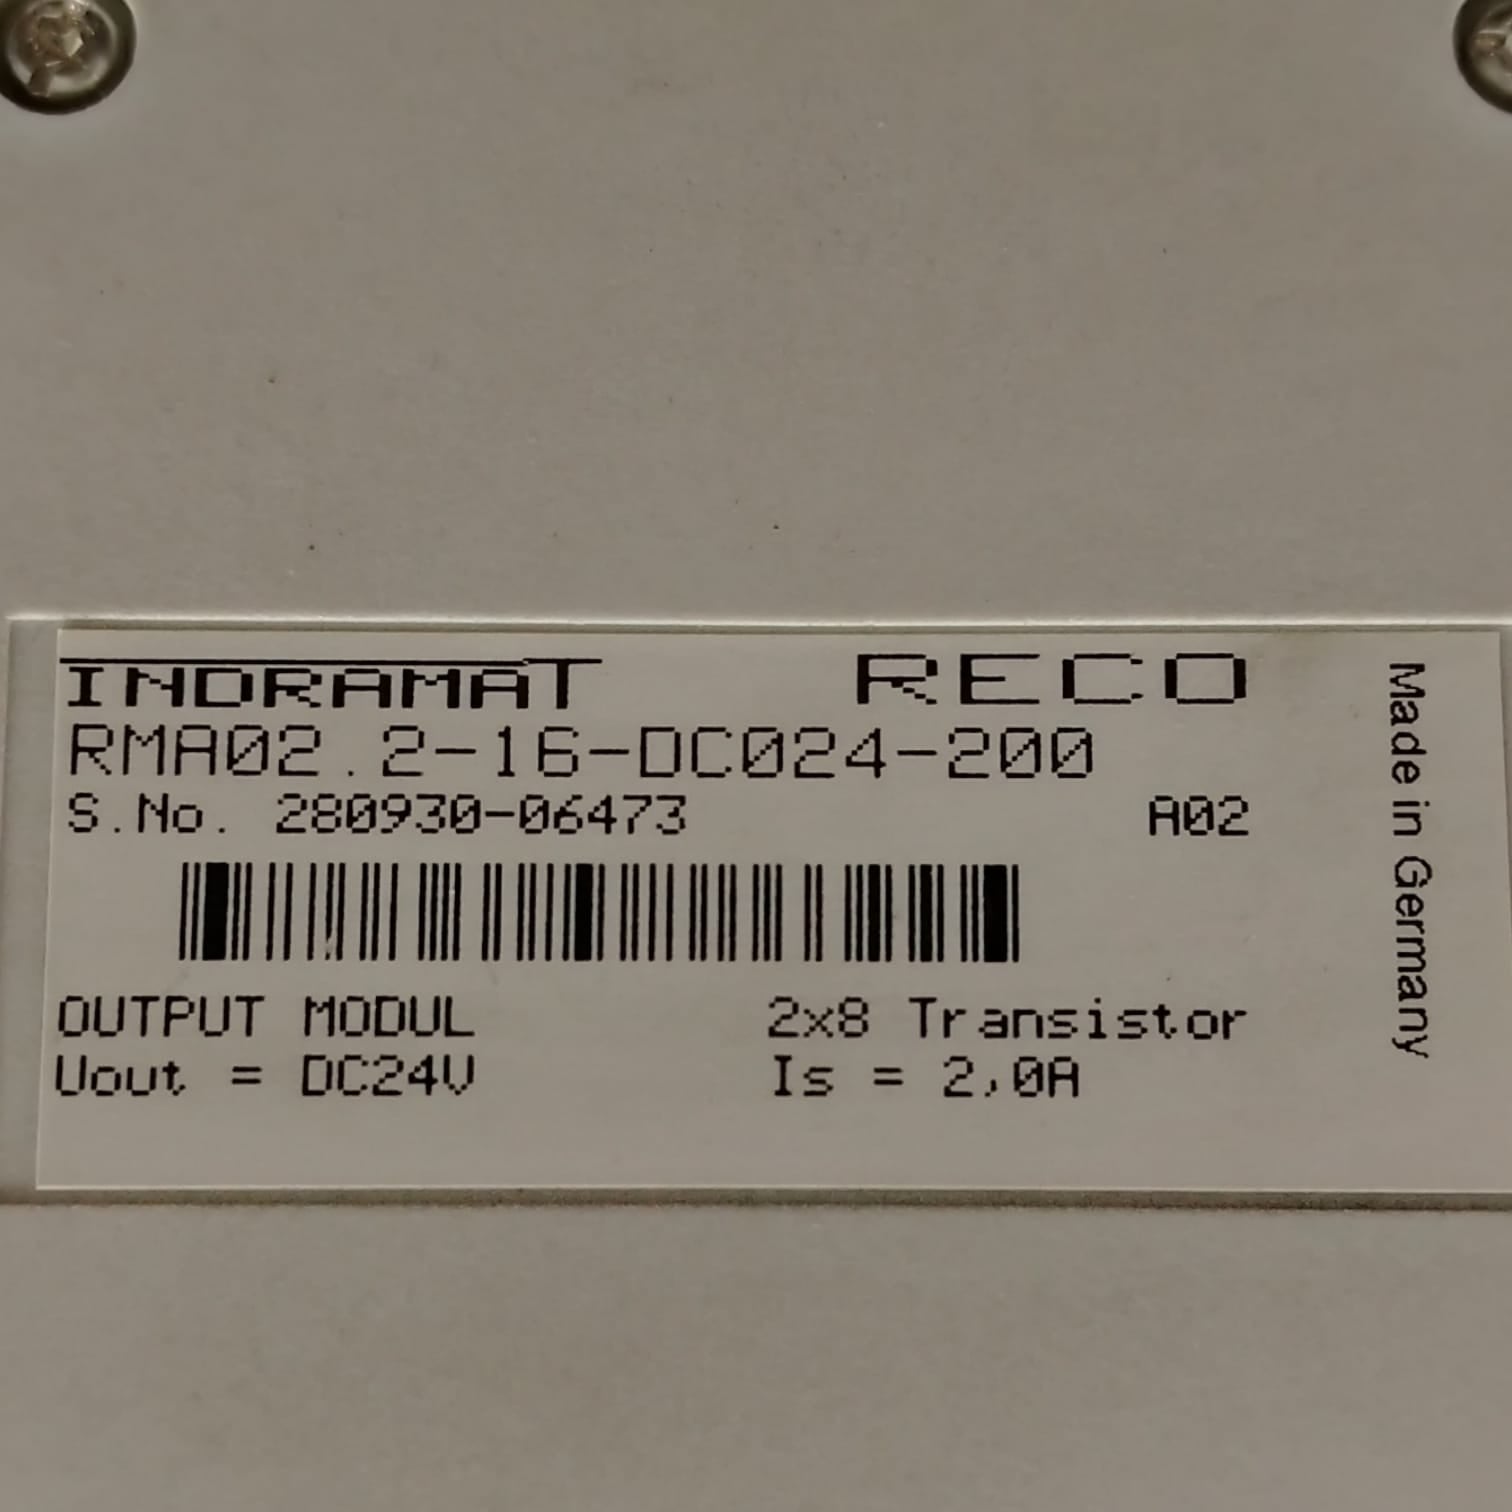 INDRAMAT RECO
RMA02.2-16-DC024-200
S.No. 280930-06473 A02
OUTPUT MODUL 2x8 Transistor
Uout = DC24V Is = 2,0A
Made in Germany